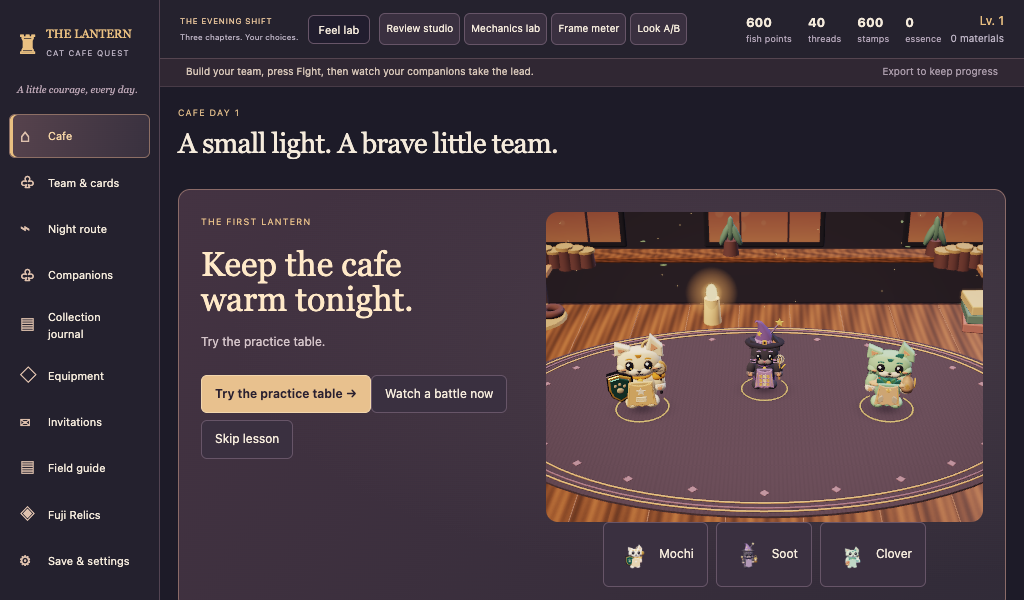 THE LANTERN
CAT CAFE QUEST
A little courage, every day.
Cafe
Team & cards
Night route
Companions
Collection
journal
Equipment
Invitations
Field guide
Fuji Relics
Save & settings
THE EVENING SHIFT
Three chapters. Your choices.
Feel lab
Review studio
Mechanics lab
Frame meter
Look A/B
600
fish points
40
threads
600
stamps
0
essence
Lv. 1
0 materials
Build your team, press Fight, then watch your companions take the lead.
Export to keep progress
CAFE DAY 1
A small light. A brave little team.
THE FIRST LANTERN
Keep the cafe
warm tonight.
Try the practice table.
Try the practice table →
Watch a battle now
Skip lesson
Mochi
Soot
Clover